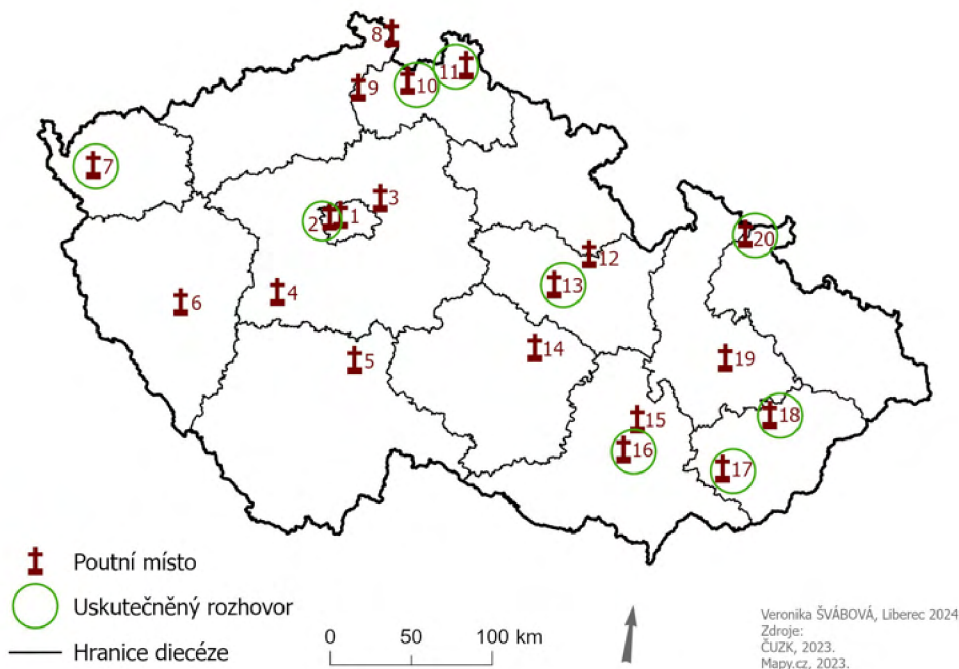 8
11
9
10
7
3
2
1
20
12
13
6
4
14
5
19
15
18
16
17
Poutní místo
Uskutečněný rozhovor
Hranice diecéze
0 50 100 km
Veronika ŠVÁBOVÁ, Liberec 2024
Zdroje:
ČUZK, 2023.
Mapy.cz, 2023.